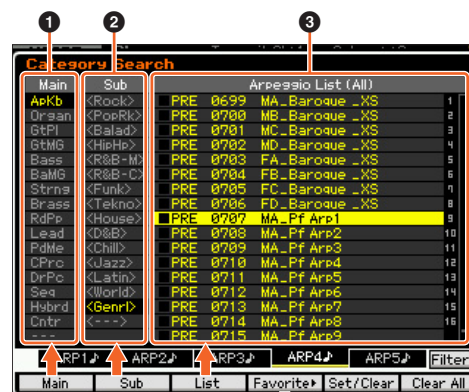 1 2 3
Category Search
Main Sub Arpeggio List (All)
ApKb <Rock> PRE 0699 MA_Baroque _XS 1
Organ <PopRk> PRE 0700 MB_Baroque _XS 2
GtPl <Balad> PRE 0701 MC_Baroque _XS 3
GtMG <HipHp> PRE 0702 MD_Baroque _XS 4
Bass <R&B-M> PRE 0703 FA_Baroque _XS 5
BaMG <R&B-C> PRE 0704 FB_Baroque _XS 6
Strng <Funk> PRE 0705 FC_Baroque _XS 7
Brass <Tekno> PRE 0706 FD_Baroque _XS 8
RdPp <House> PRE 0707 MA_Pf Arp1 9
Lead <D&B> PRE 0708 MA_Pf Arp2 10
PdMe <Chill> PRE 0709 MA_Pf Arp3 11
CPrc <Jazz> PRE 0710 MA_Pf Arp4 12
DrPc <Latin> PRE 0711 MA_Pf Arp5 13
Seq <World> PRE 0712 MA_Pf Arp6 14
Hybrd <Genrl> PRE 0713 MA_Pf Arp7 15
Cntr <---> PRE 0714 MA_Pf Arp8 16
--- PRE 0715 MA_Pf Arp9
ARP1♪ ARP2♪ ARP3♪ ARP4♪ ARP5♪ Filter
Main Sub List Favorite▸ Set/Clear Clear All